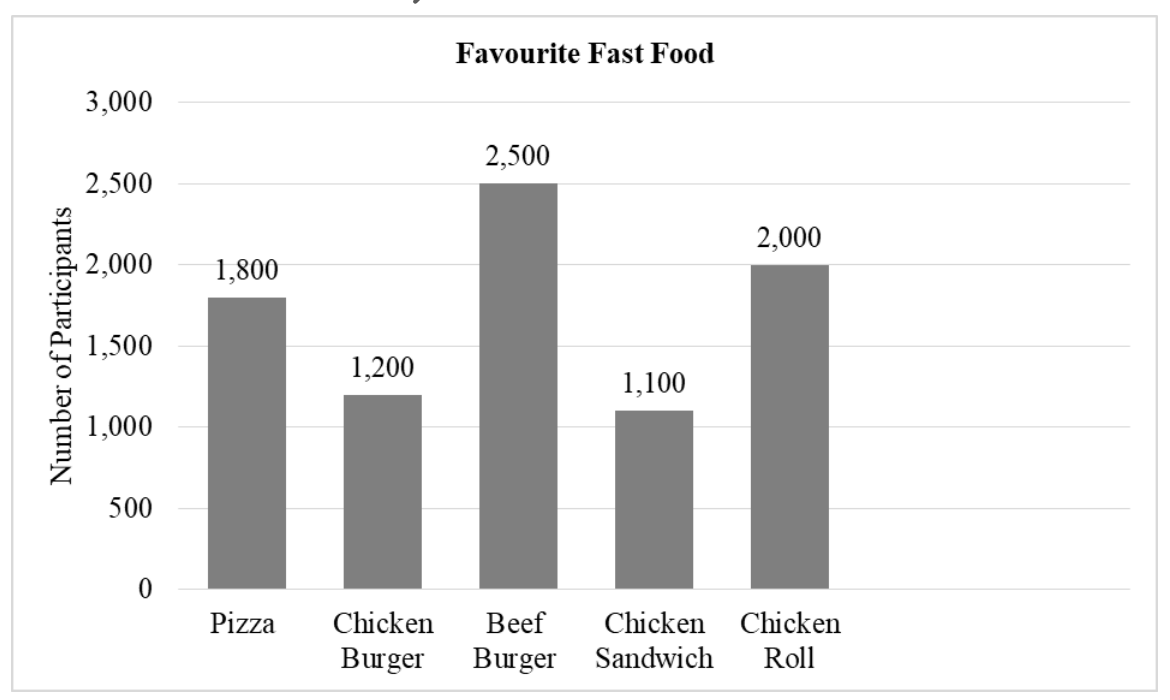 Favourite Fast Food
Number of Participants
3,000
2,500
2,000
1,500
1,000
500
0
1,800
1,200
2,500
1,100
2,000
Pizza
Chicken
Burger
Beef
Burger
Chicken
Sandwich
Chicken
Roll